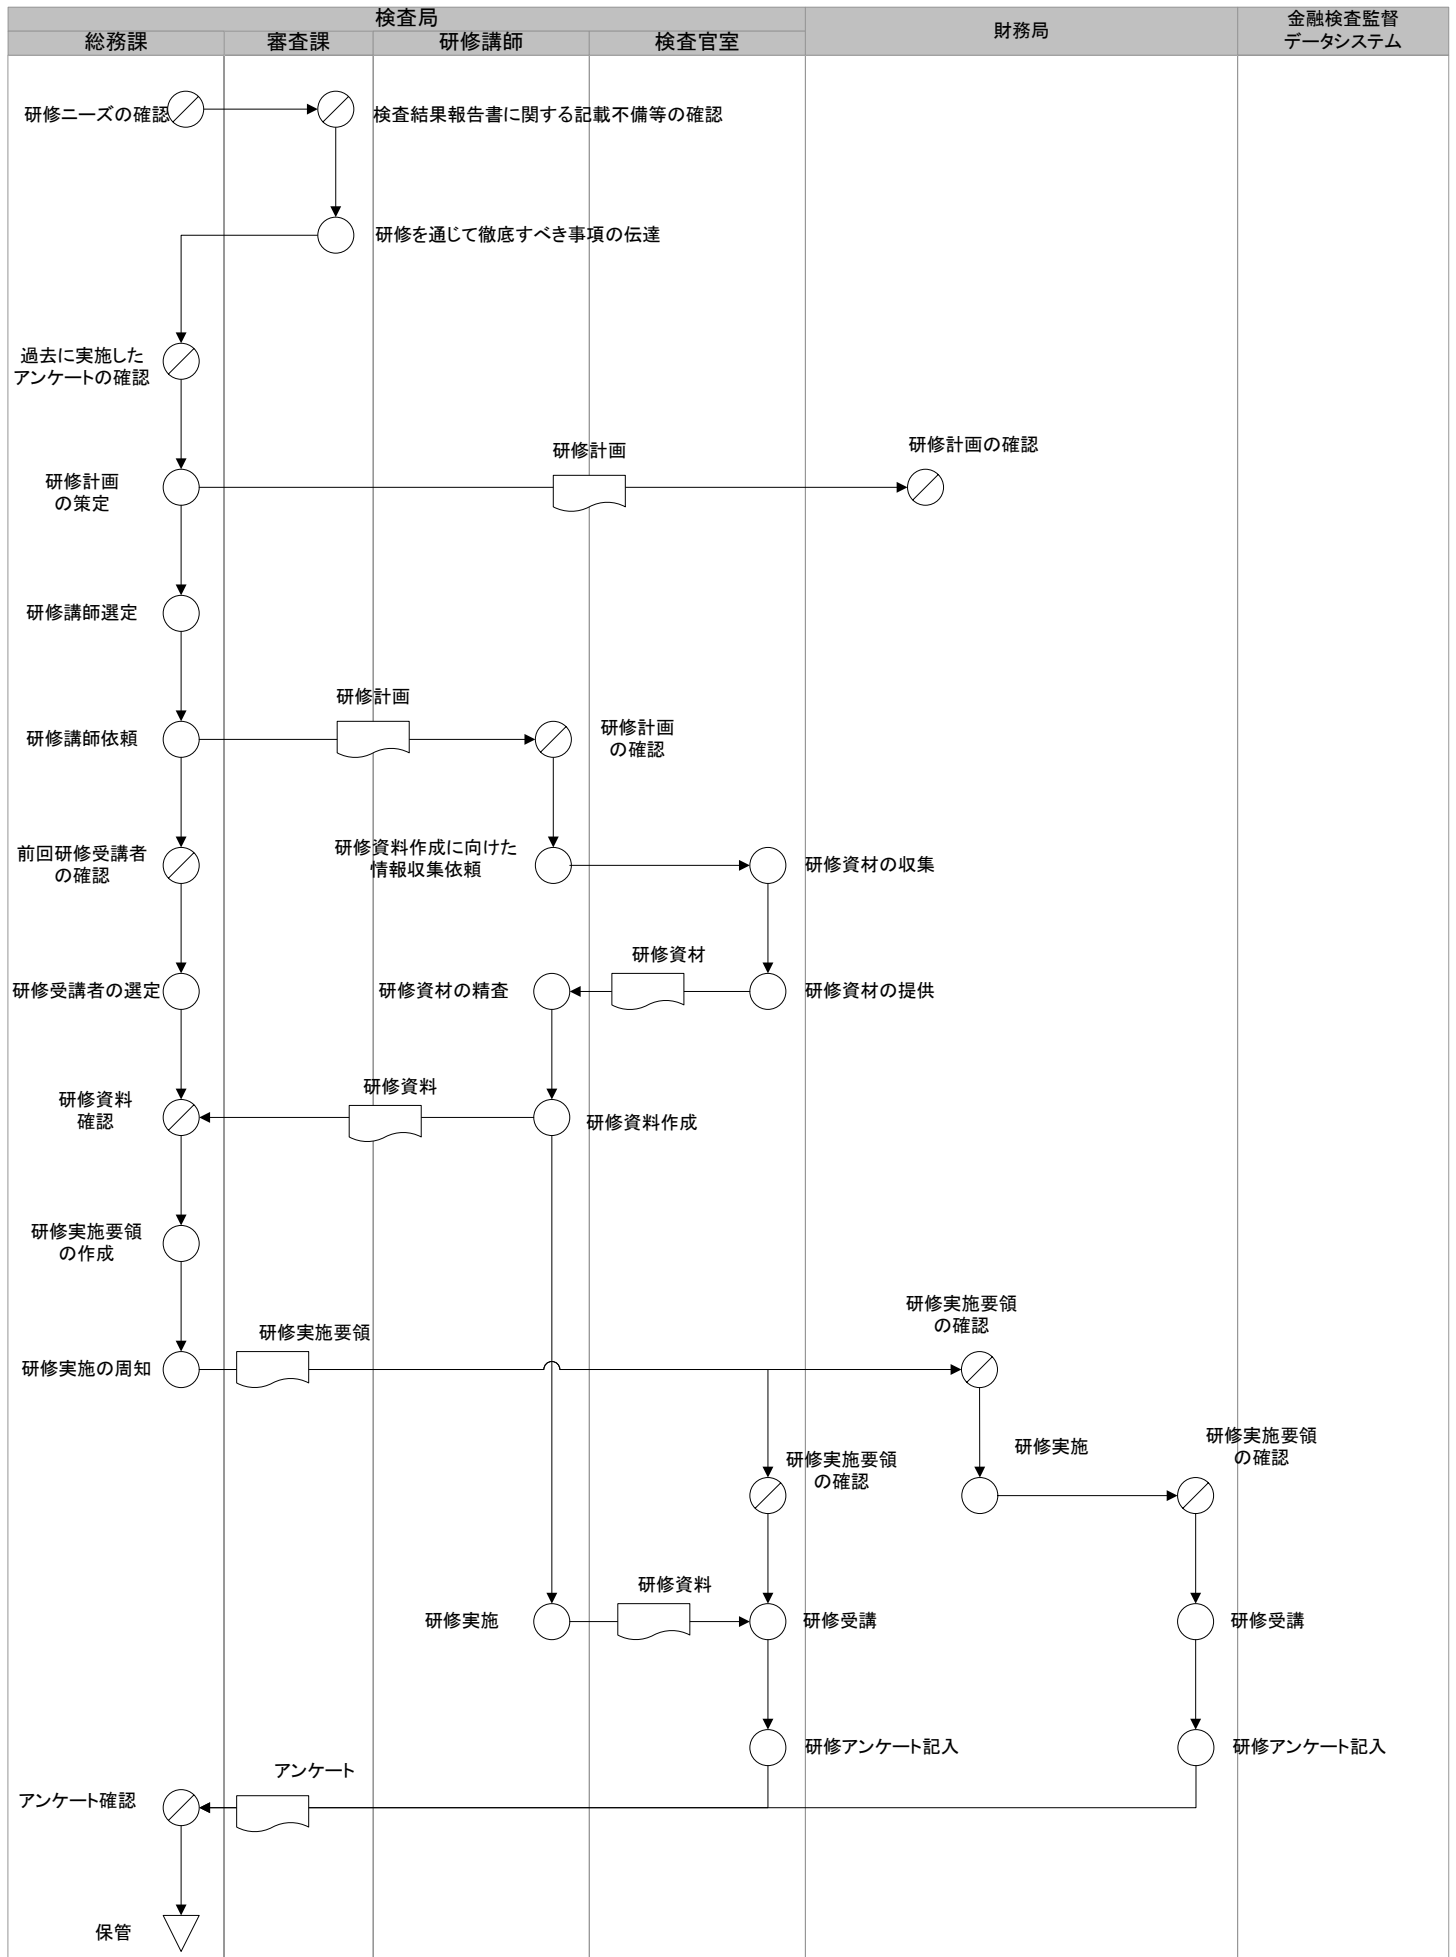 検査局
財務局
金融検査監督
データシステム
総務課
審査課
研修講師
検査官室
研修ニーズの確認
検査結果報告書に関する記載不備等の確認
研修を通じて徹底すべき事項の伝達
過去に実施した
アンケートの確認
研修計画
の策定
研修計画
研修計画の確認
研修講師選定
研修講師依頼
研修計画
研修計画
の確認
前回研修受講者
の確認
研修資料作成に向けた
情報収集依頼
研修資材の収集
研修受講者の選定
研修資材の精査
研修資材
研修資材の提供
研修資料
確認
研修資料
研修資料作成
研修実施要領
の作成
研修実施の周知
研修実施要領
研修実施要領
の確認
研修実施要領
の確認
研修実施
研修実施要領
の確認
研修実施
研修資料
研修受講
研修受講
研修アンケート記入
研修アンケート記入
アンケート確認
アンケート
保管